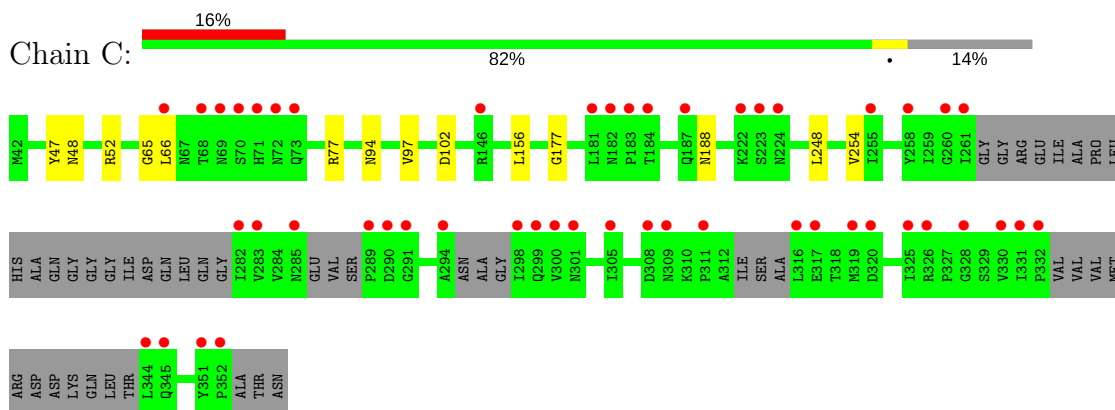 16%
Chain C:
82% • 14%
M42 Y47 N48 R52 G65 L66 N67 T68 N69 S70 H71 N72 Q73 R77 N94 V97 D102 R146 L156 G177 L181 N182 P183 T184 Q187 N188 K222 S223 N224 L248 V254 I255 Y258 I259 G260 I261 GLY GLY ARG GLU ILE ALA PRO LEU
HIS ALA GLN GLY GLY GLY ILE ASP GLN LEU GLN GLY I282 V283 V284 N285 GLU VAL SER P289 D290 G291 A294 ASN ALA GLY I298 Q299 V300 N301 I305 D308 N309 K310 P311 A312 ILE SER ALA L316 E317 T318 M319 D320 I325 R326 P327 G328 S329 V330 I331 P332 VAL VAL VAL MET
ARG ASP ASP LYS GLN LEU THR L344 Q345 Y351 P352 ALA THR ASN